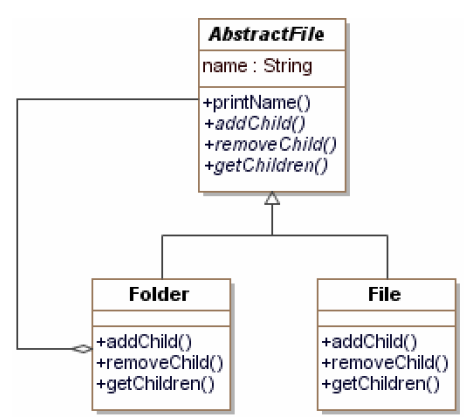 AbstractFile
name : String
+printName()
+addChild()
+removeChild()
+getChildren()
Folder
+addChild()
+removeChild()
+getChildren()
File
+addChild()
+removeChild()
+getChildren()